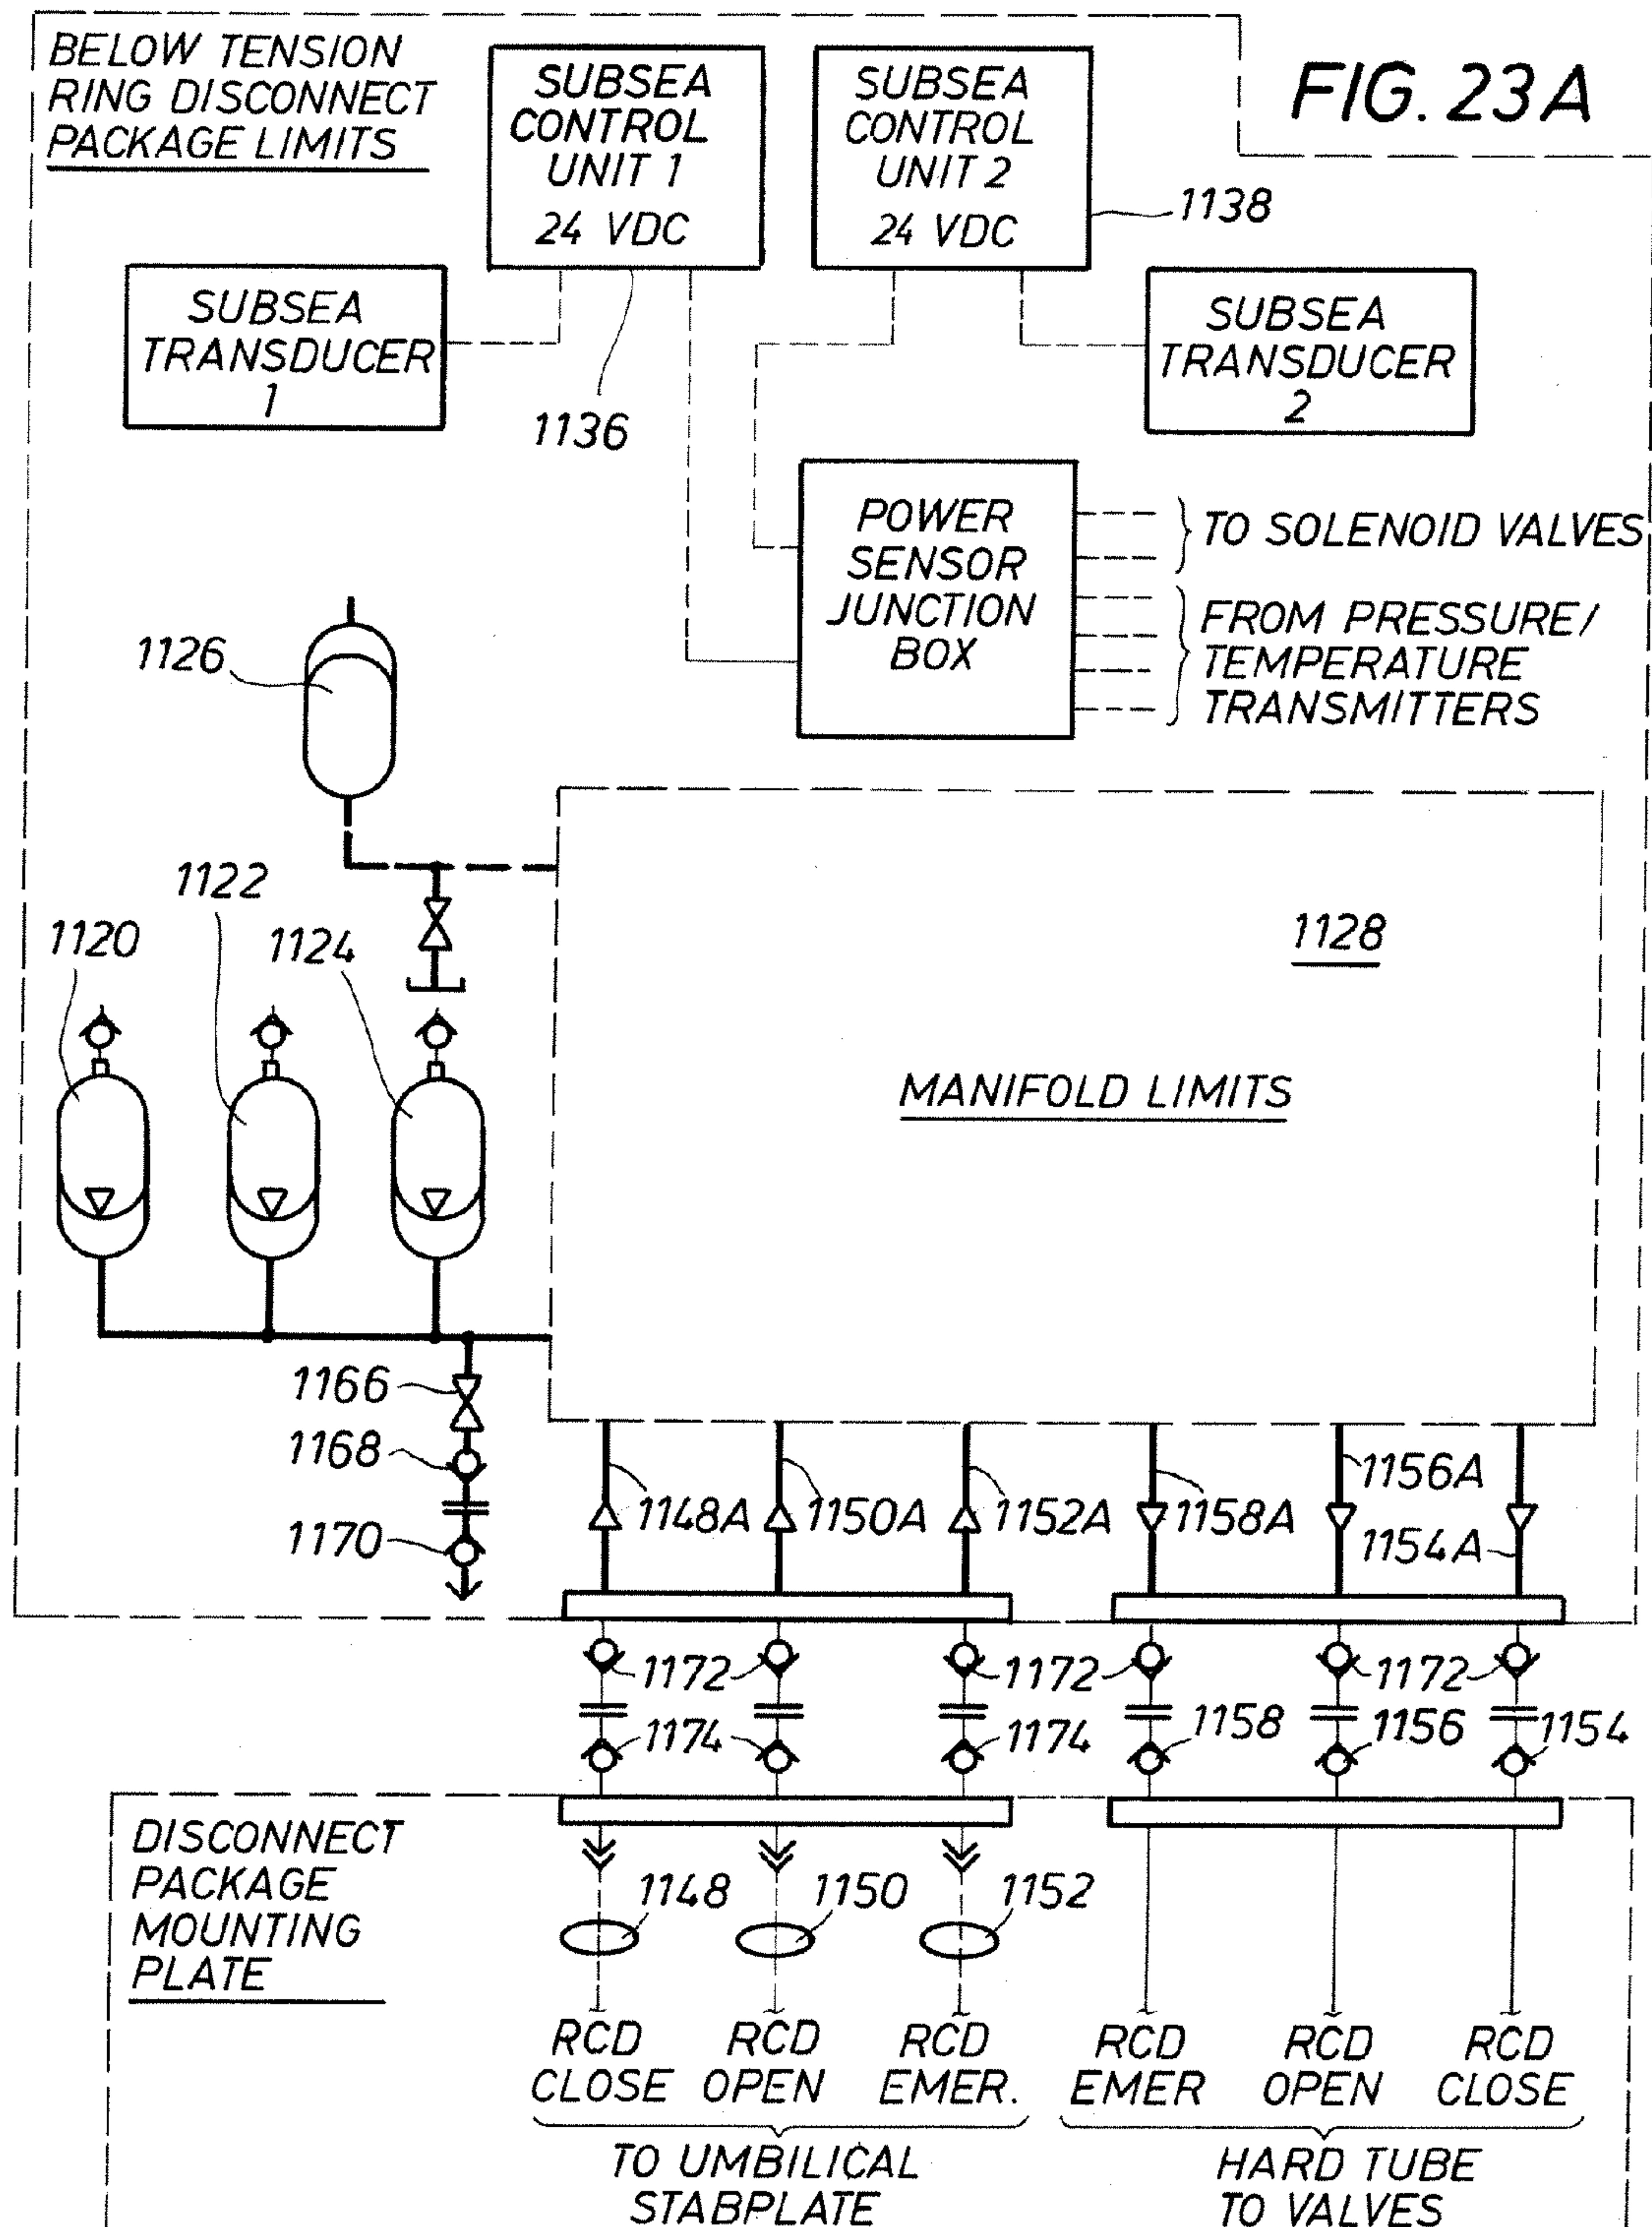 FIG. 23A
BELOW TENSION
RING DISCONNECT
PACKAGE LIMITS
SUBSEA
CONTROL
UNIT 1
24 VDC
SUBSEA
CONTROL
UNIT 2
24 VDC
1138
SUBSEA
TRANSDUCER
1
1136
SUBSEA
TRANSDUCER
2
POWER
SENSOR
JUNCTION
BOX
TO SOLENOID VALVES
FROM PRESSURE/
TEMPERATURE
TRANSMITTERS
1126
1122
1120
1124
1128
MANIFOLD LIMITS
1166
1168
1170
1148A
1150A
1152A
1158A
1156A
1154A
1172
1172
1172
1174
1174
1158
1156
1154
DISCONNECT
PACKAGE
MOUNTING
PLATE
1148
1150
1152
RCD
CLOSE
RCD
OPEN
RCD
EMER.
RCD
EMER
RCD
OPEN
RCD
CLOSE
TO UMBILICAL
STABPLATE
HARD TUBE
TO VALVES